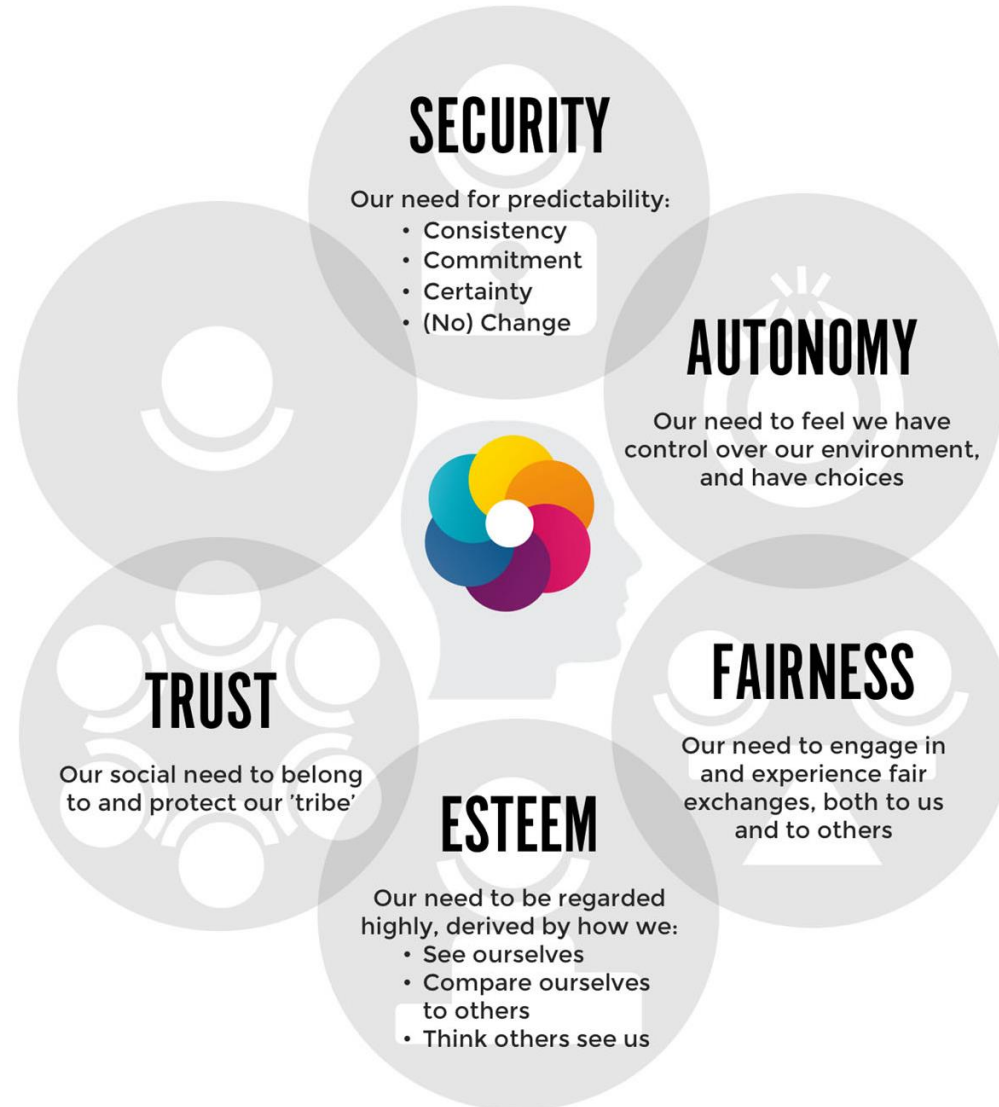 SECURITY
Our need for predictability:
• Consistency
• Commitment
• Certainty
• (No) Change
AUTONOMY
Our need to feel we have
control over our environment,
and have choices
FAIRNESS
Our need to engage in
and experience fair
exchanges, both to us
and to others
ESTEEM
Our need to be regarded
highly, derived by how we:
• See ourselves
• Compare ourselves
to others
• Think others see us
TRUST
Our social need to belong
to and protect our 'tribe'